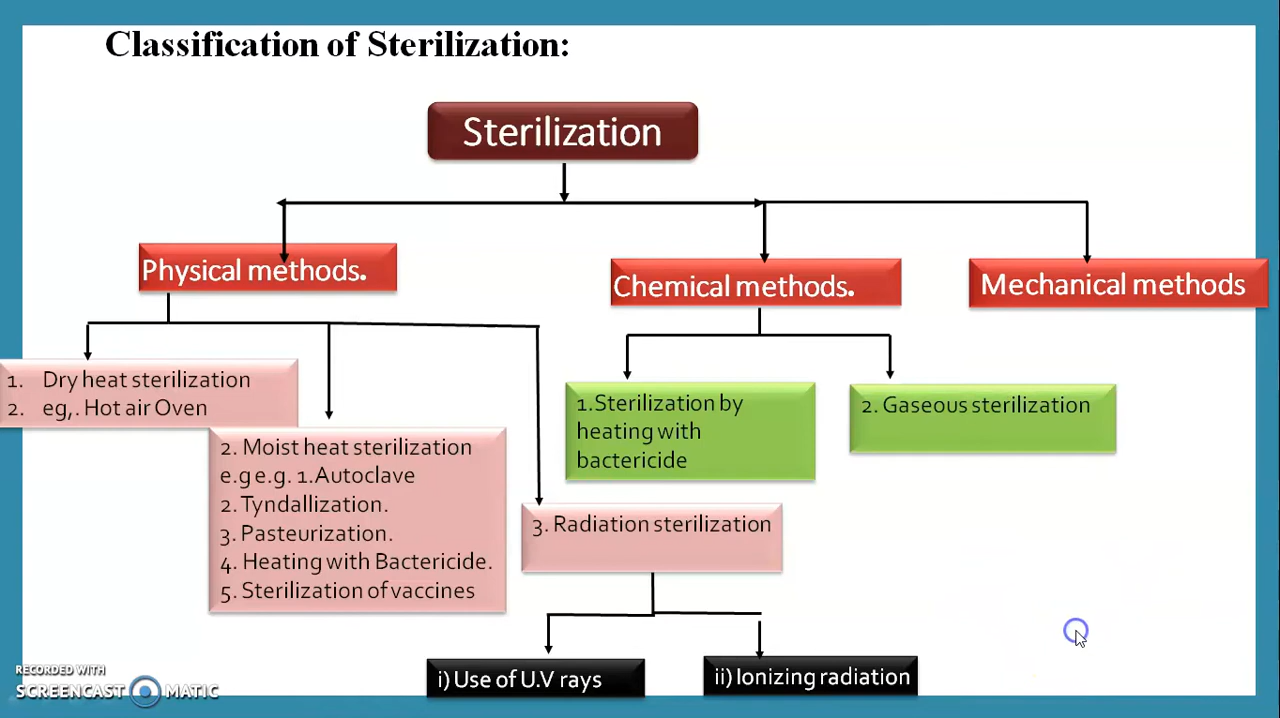 Classification of Sterilization:
Sterilization
Physical methods.
Chemical methods.
Mechanical methods
1. Dry heat sterilization
2. eg,. Hot air Oven
2. Moist heat sterilization
e.g e.g. 1.Autoclave
2. Tyndallization.
3. Pasteurization.
4. Heating with Bactericide.
5. Sterilization of vaccines
3. Radiation sterilization
i) Use of U.V rays
ii) Ionizing radiation
1.Sterilization by
heating with
bactericide
2. Gaseous sterilization
RECORDED WITH
SCREENCAST MATIC